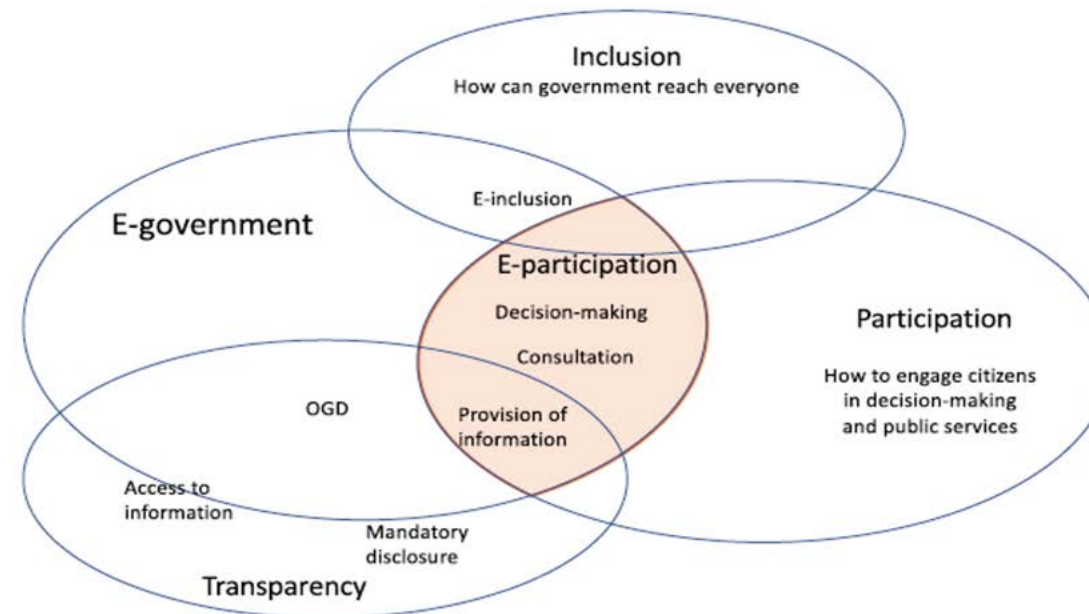 Inclusion
How can government reach everyone
E-inclusion
E-government
E-participation
Decision-making
Consultation
Provision of
information
Participation
How to engage citizens
in decision-making
and public services
OGD
Access to
information
Mandatory
disclosure
Transparency